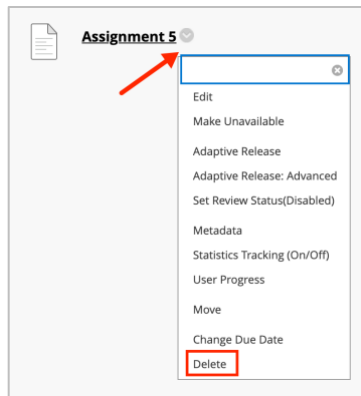 Assignment 5
Edit
Make Unavailable
Adaptive Release
Adaptive Release: Advanced
Set Review Status(Disabled)
Metadata
Statistics Tracking (On/Off)
User Progress
Move
Change Due Date
Delete